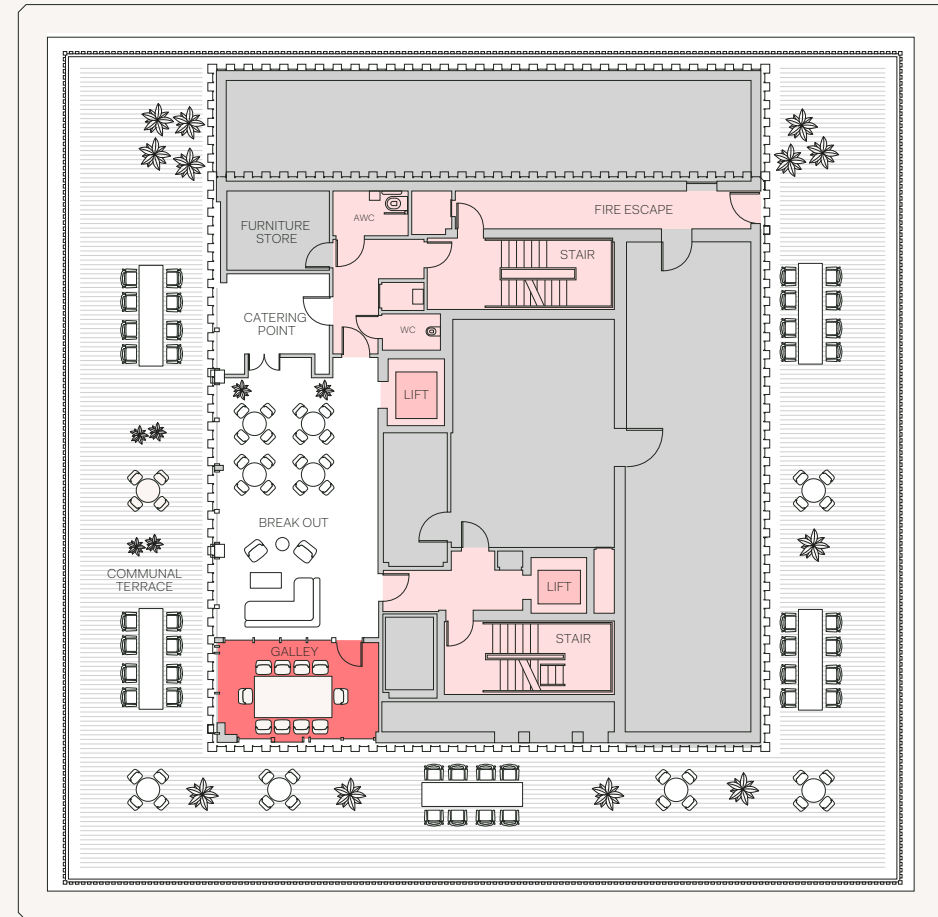 AWC
FIRE ESCAPE
FURNITURE
STORE
STAIR
CATERING
POINT
WC
LIFT
BREAK OUT
COMMUNAL
TERRACE
LIFT
STAIR
GALLEY